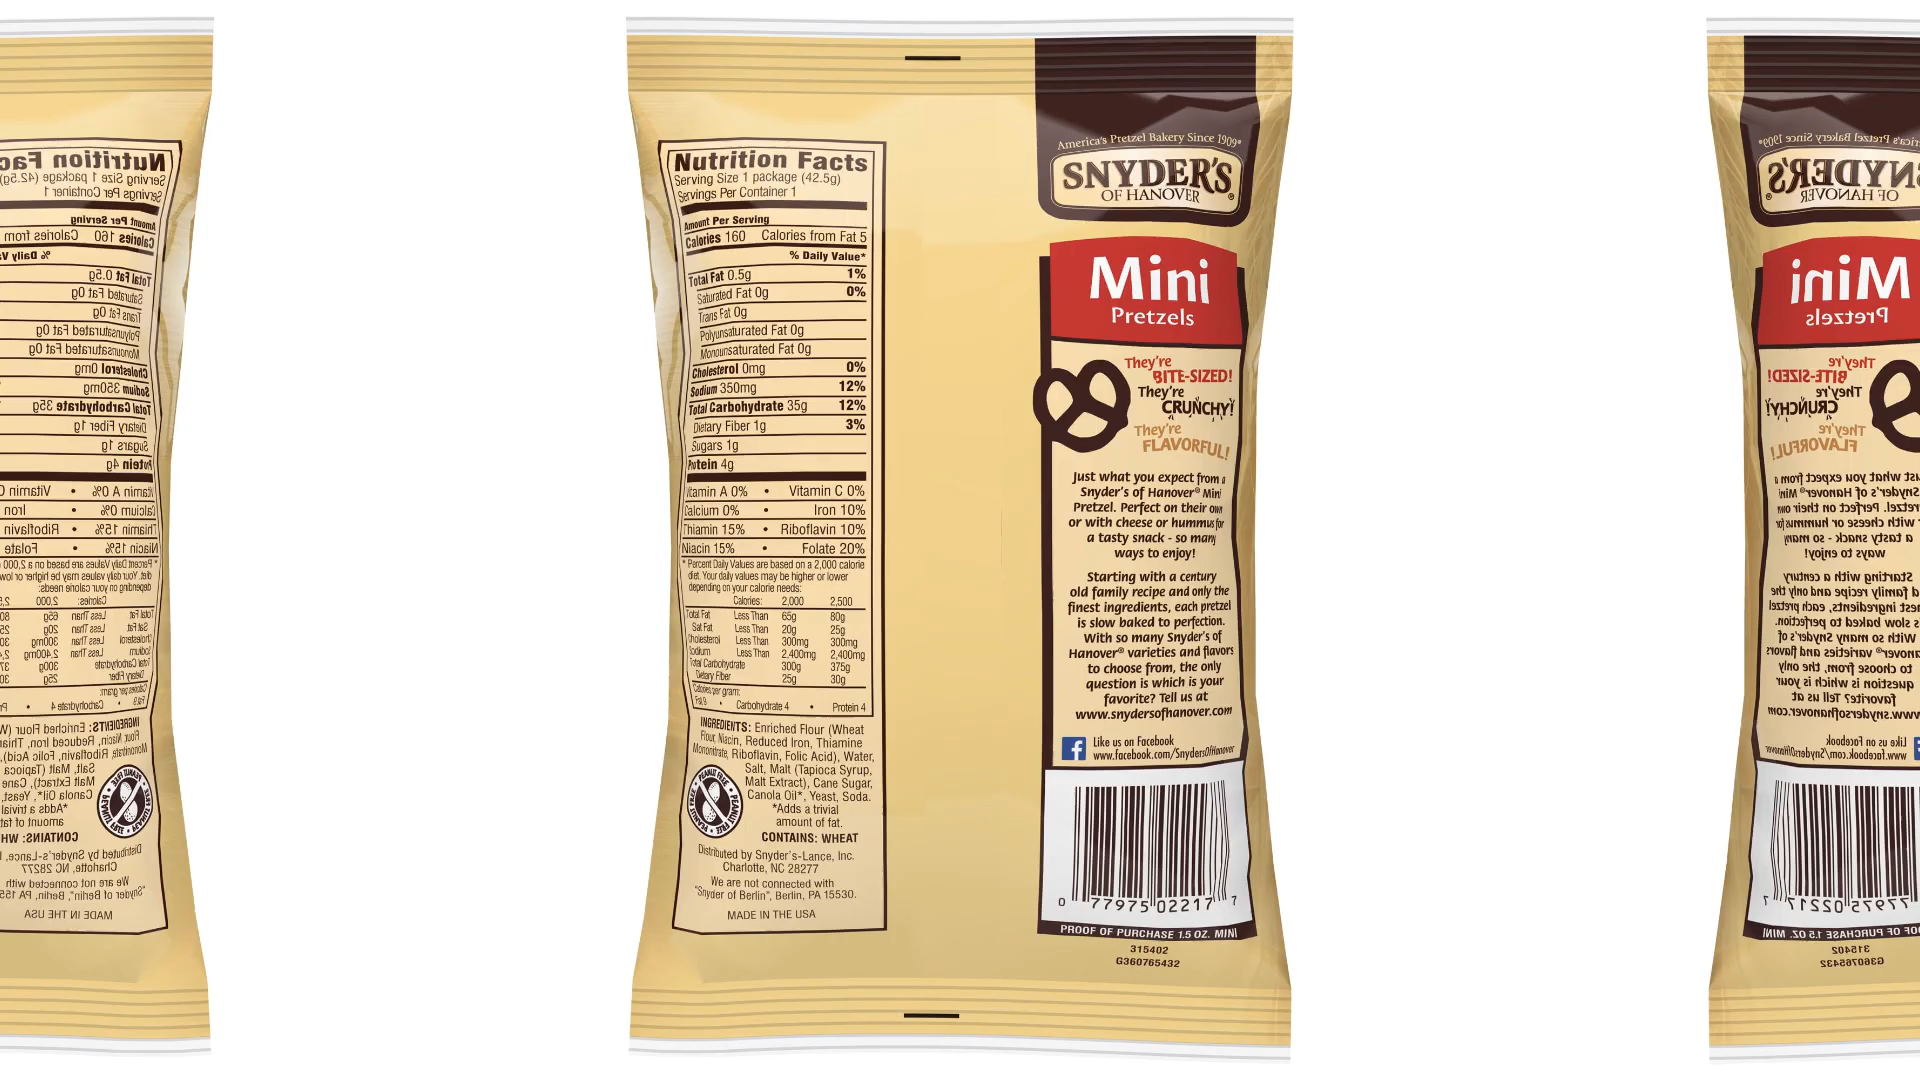 Nutrition Facts
Serving Size 1 package (42.5g)
Servings Per Container 1
Amount Per Serving
Calories 160 Calories from Fat 5
% Daily Value*
Total Fat 0.5g 1%
Saturated Fat 0g 0%
Trans Fat 0g
Polyunsaturated Fat 0g
Monounsaturated Fat 0g
Cholesterol 0mg 0%
Sodium 350mg 12%
Total Carbohydrate 35g 12%
Dietary Fiber 1g 3%
Sugars 1g
Protein 4g
Vitamin A 0% • Vitamin C 0%
Calcium 0% • Iron 10%
Thiamin 15% • Riboflavin 10%
Niacin 15% • Folate 20%
* Percent Daily Values are based on a 2,000 calorie
diet. Your daily values may be higher or lower
depending on your calorie needs:
Calories: 2,000 2,500
Total Fat Less Than 65g 80g
Sat Fat Less Than 20g 25g
Cholesterol Less Than 300mg 300mg
Sodium Less Than 2,400mg 2,400mg
Total Carbohydrate 300g 375g
Dietary Fiber 25g 30g
Calories per gram:
Fat 9 • Carbohydrate 4 • Protein 4
INGREDIENTS: Enriched Flour (Wheat
Flour, Niacin, Reduced Iron, Thiamine
Mononitrate, Riboflavin, Folic Acid), Water,
Salt, Malt (Tapioca Syrup,
Malt Extract), Cane Sugar,
Canola Oil*, Yeast, Soda.
*Adds a trivial
amount of fat.
CONTAINS: WHEAT
PEANUT FREE PEANUT FREE PEANUT FREE
Distributed by Snyder's-Lance, Inc.
Charlotte, NC 28277
We are not connected with
"Snyder of Berlin", Berlin, PA 15530.
MADE IN THE USA
America's Pretzel Bakery Since 1909®
SNYDER'S
OF HANOVER®
Mini
Pretzels
They're
BITE-SIZED!
They're
CRUNCHY!
They're
FLAVORFUL!
Just what you expect from a
Snyder's of Hanover® Mini
Pretzel. Perfect on their own
or with cheese or hummus for
a tasty snack - so many
ways to enjoy!
Starting with a century
old family recipe and only the
finest ingredients, each pretzel
is slow baked to perfection.
With so many Snyder's of
Hanover® varieties and flavors
to choose from, the only
question is which is your
favorite? Tell us at
www.snydersofhanover.com
f Like us on Facebook
www.facebook.com/SnydersOfHanover
0 77975 02217 7
PROOF OF PURCHASE 1.5 OZ. MINI
315402
G360765432